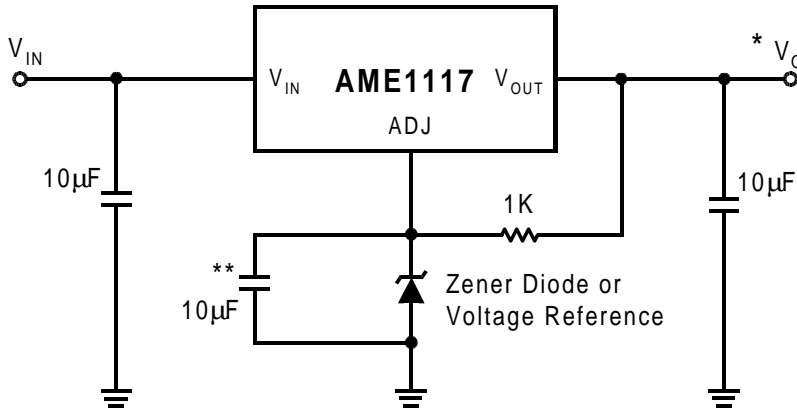 V_IN
* V_O
V_IN AME1117 V_OUT
ADJ
10µF
10µF
1K
**
10µF
Zener Diode or
Voltage Reference